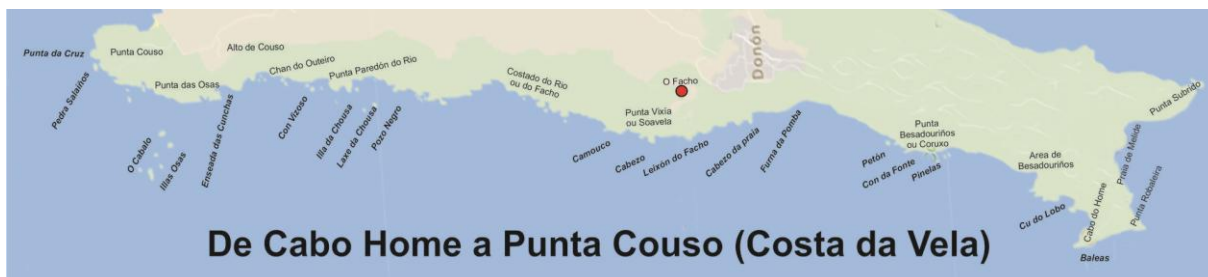 Punta da Cruz
Punta Couso
Pedra Salaíños
Alto de Couso
Chan do Outeiro
Punta das Osas
Punta Paredón do Rio
O Cabalo
Illas Osas
Enseada das Cunchas
Con Vizoso
Illa da Chousa
Laxe da Chousa
Pozo Negro
Costado do Rio
ou do Facho
O Facho
Donón
Punta Vixia
ou Soavela
Camouco
Cabezo
Leixón do Facho
Cabezo da praia
Furna da Pomba
Punta
Besadouriños
ou Coruxo
Petón
Con da Fonte
Pinelas
Area de
Besadouriños
Cu do Lobo
Cabo do Home
Baleas
Punta Robaleira
Praia de Melide
Punta Subrido
De Cabo Home a Punta Couso (Costa da Vela)